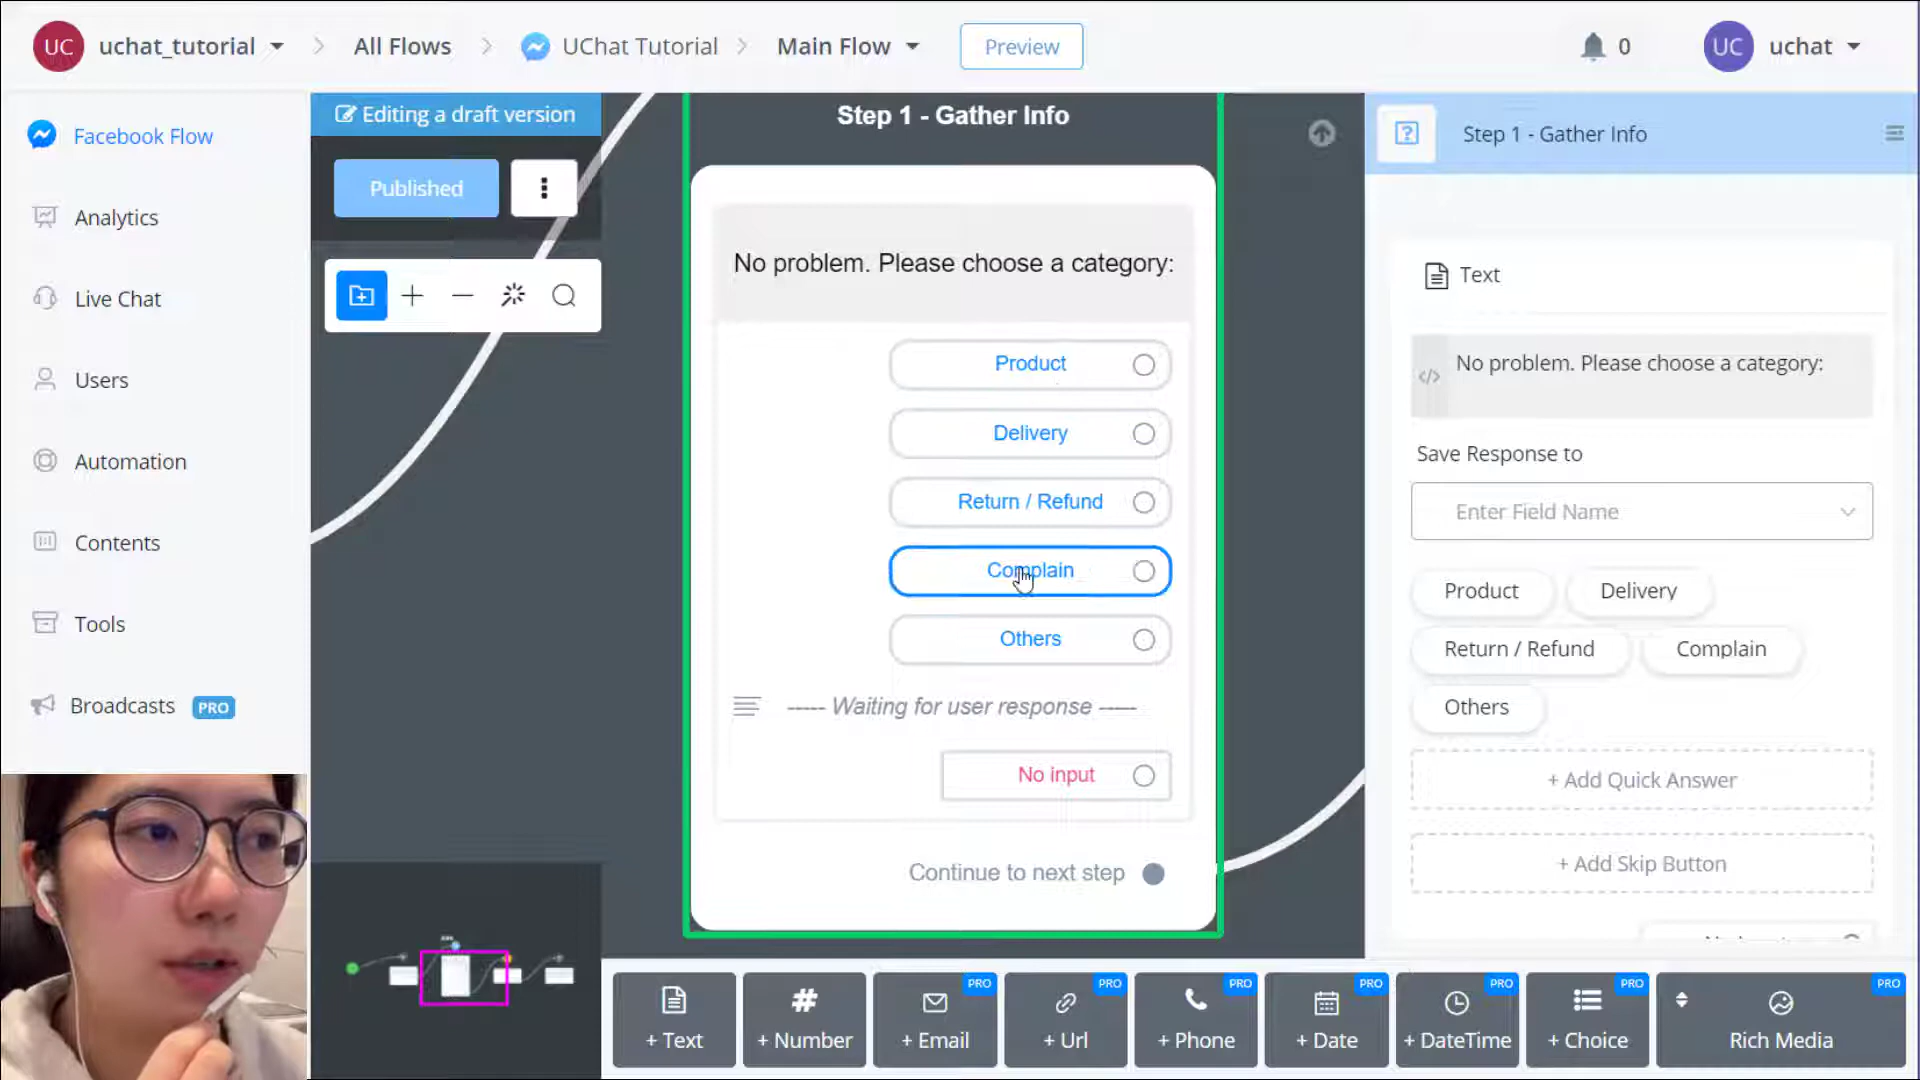 UC uchat_tutorial All Flows UChat Tutorial Main Flow Preview 0 UC uchat
Facebook Flow
Analytics
Live Chat
Users
Automation
Contents
Tools
Broadcasts PRO
Editing a draft version
Published
Step 1 - Gather Info
No problem. Please choose a category:
Product
Delivery
Return / Refund
Complain
Others
----- Waiting for user response -----
No input
Continue to next step
Step 1 - Gather Info
Text
No problem. Please choose a category:
Save Response to
Enter Field Name
Product Delivery
Return / Refund Complain
Others
+ Add Quick Answer
+ Add Skip Button
PRO PRO PRO PRO PRO PRO PRO
+ Text + Number + Email + Url + Phone + Date + DateTime + Choice Rich Media